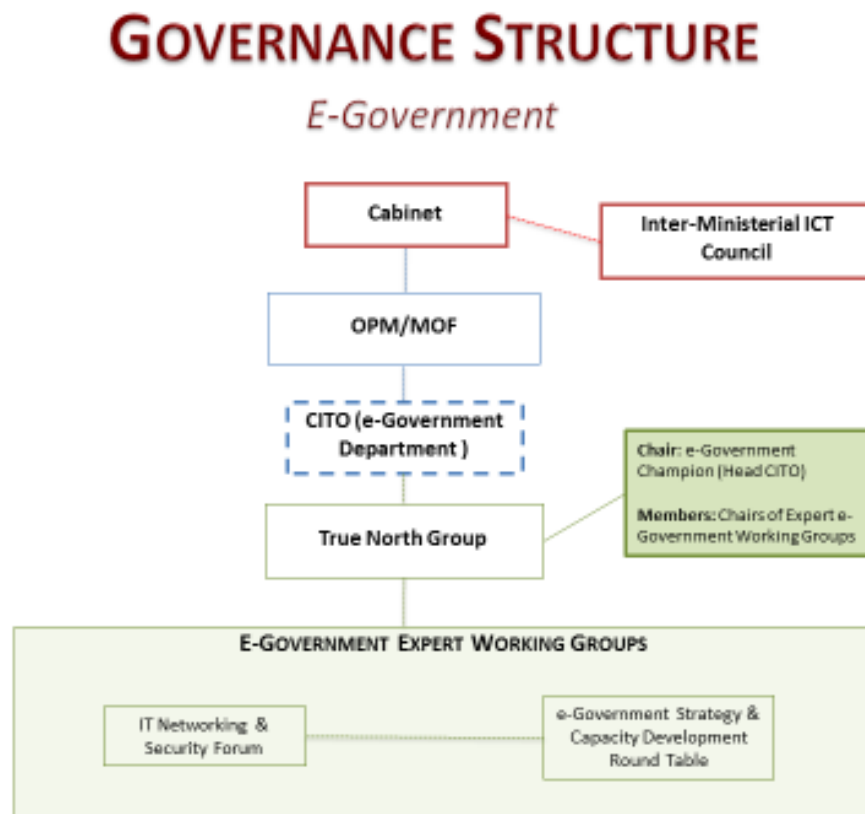 GOVERNANCE STRUCTURE
E-Government
Cabinet
Inter-Ministerial ICT
Council
OPM/MOF
CITO (e-Government
Department )
Chair: e-Government
Champion (Head CITO)
Members: Chairs of Expert e-
Government Working Groups
True North Group
E-GOVERNMENT EXPERT WORKING GROUPS
IT Networking &
Security Forum
e-Government Strategy &
Capacity Development
Round Table